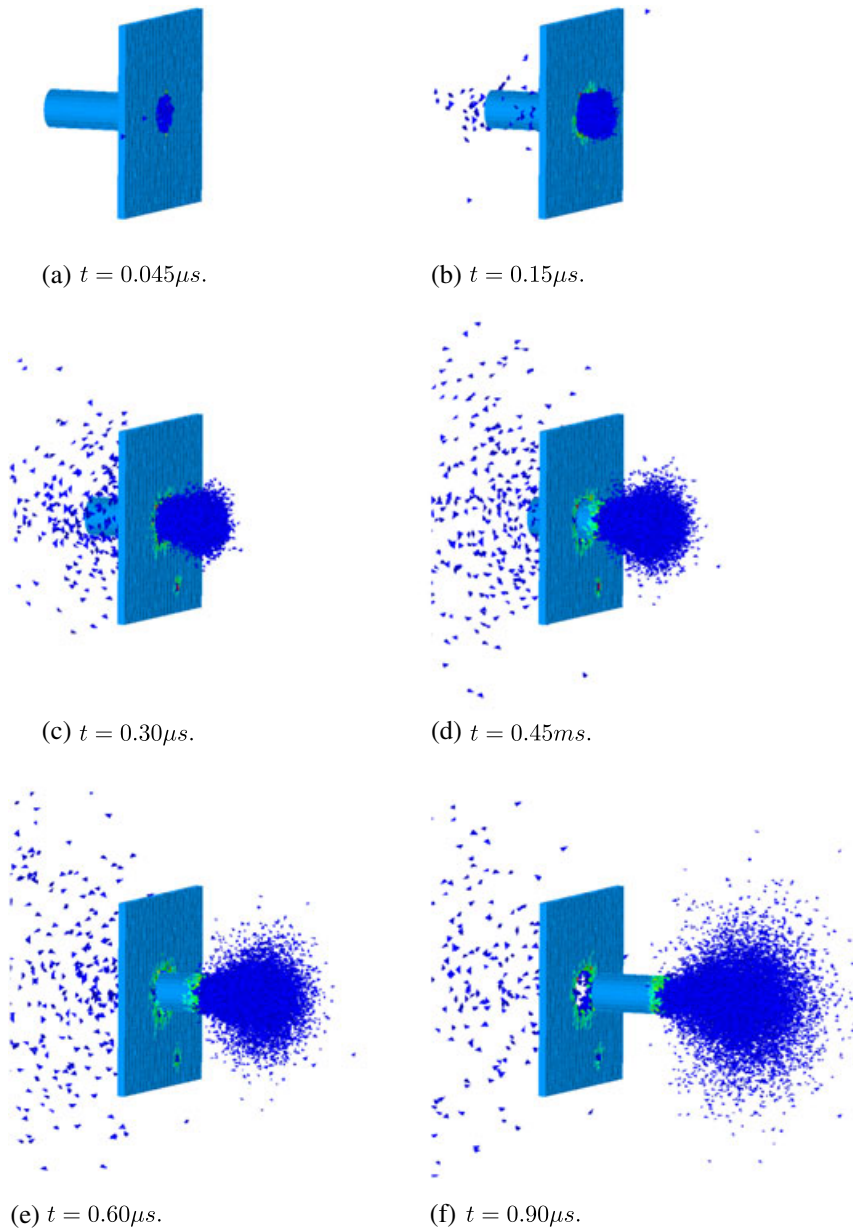 (a) t = 0.045μs.
(b) t = 0.15μs.
(c) t = 0.30μs.
(d) t = 0.45ms.
(e) t = 0.60μs.
(f) t = 0.90μs.